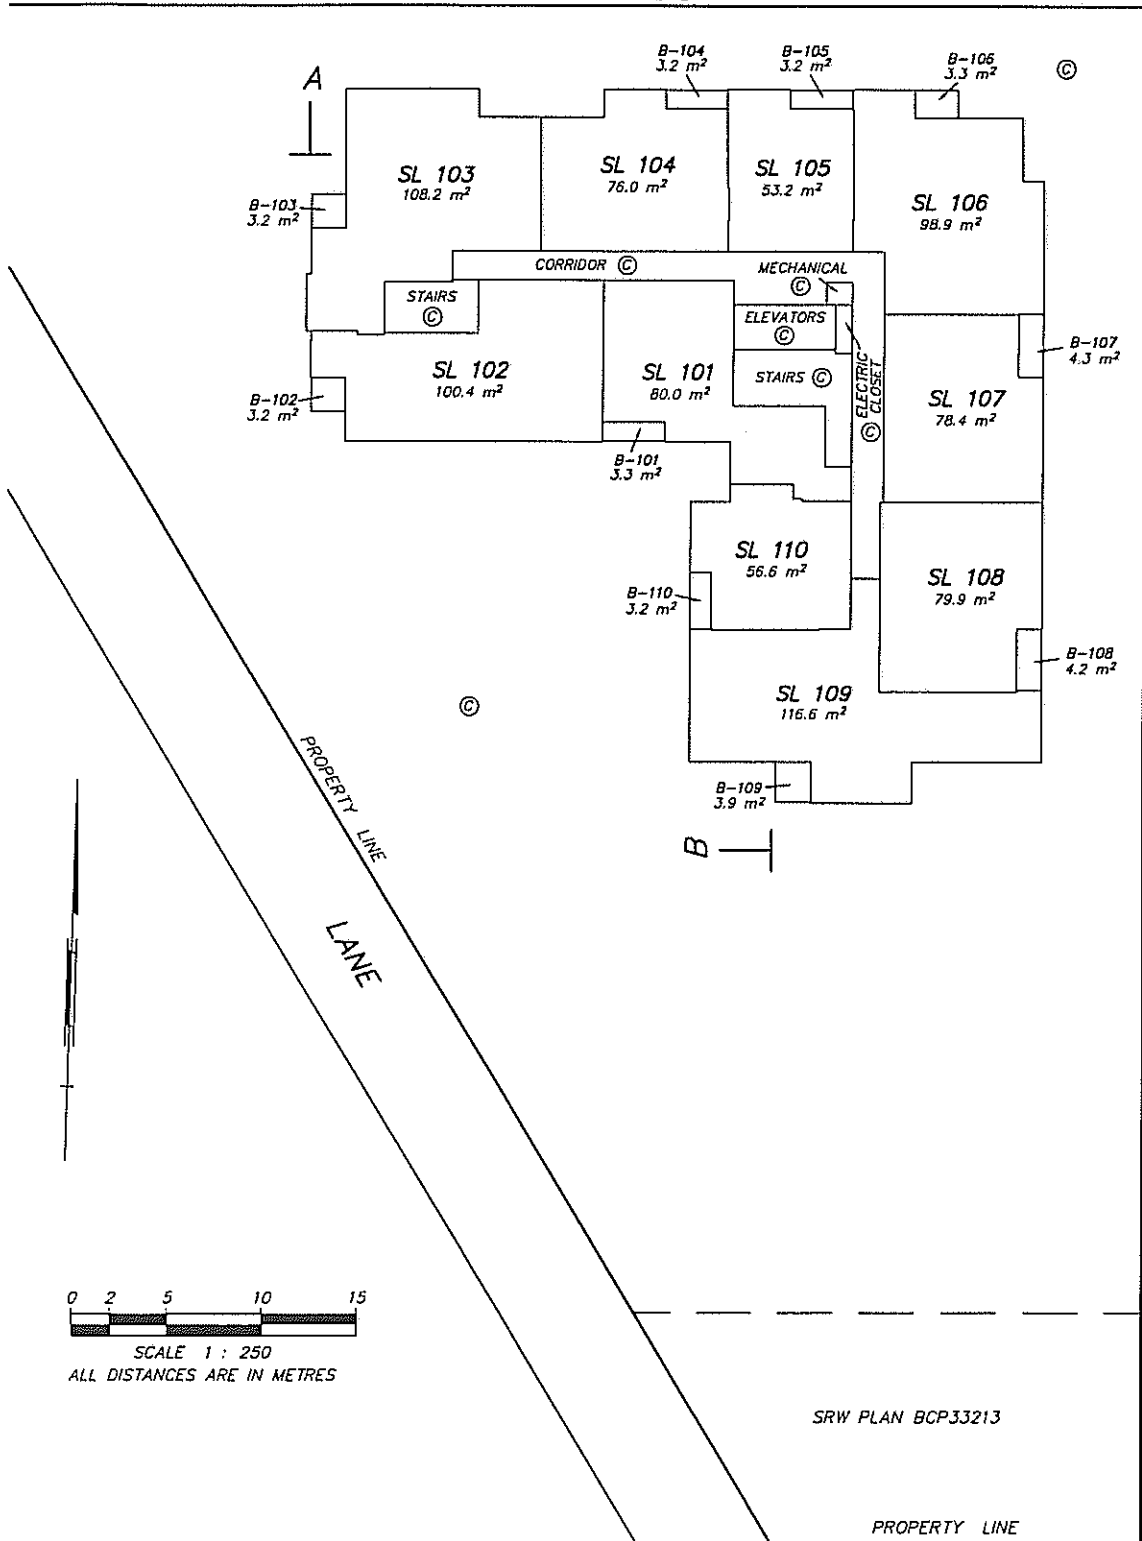 B-104
3.2 m²
B-105
3.2 m²
B-106
3.3 m²
©
A
SL 103
108.2 m²
SL 104
76.0 m²
SL 105
53.2 m²
SL 106
98.9 m²
B-103
3.2 m²
CORRIDOR ©
MECHANICAL
©
STAIRS
©
ELEVATORS
©
B-107
4.3 m²
SL 102
100.4 m²
SL 101
80.0 m²
STAIRS ©
ELECTRIC
CLOSET
©
SL 107
78.4 m²
B-102
3.2 m²
B-101
3.3 m²
SL 110
56.6 m²
SL 108
79.9 m²
B-110
3.2 m²
B-108
4.2 m²
SL 109
116.6 m²
©
PROPERTY LINE
B-109
3.9 m²
B
LANE
0 2 5 10 15
SCALE 1 : 250
ALL DISTANCES ARE IN METRES
SRW PLAN BCP33213
PROPERTY LINE